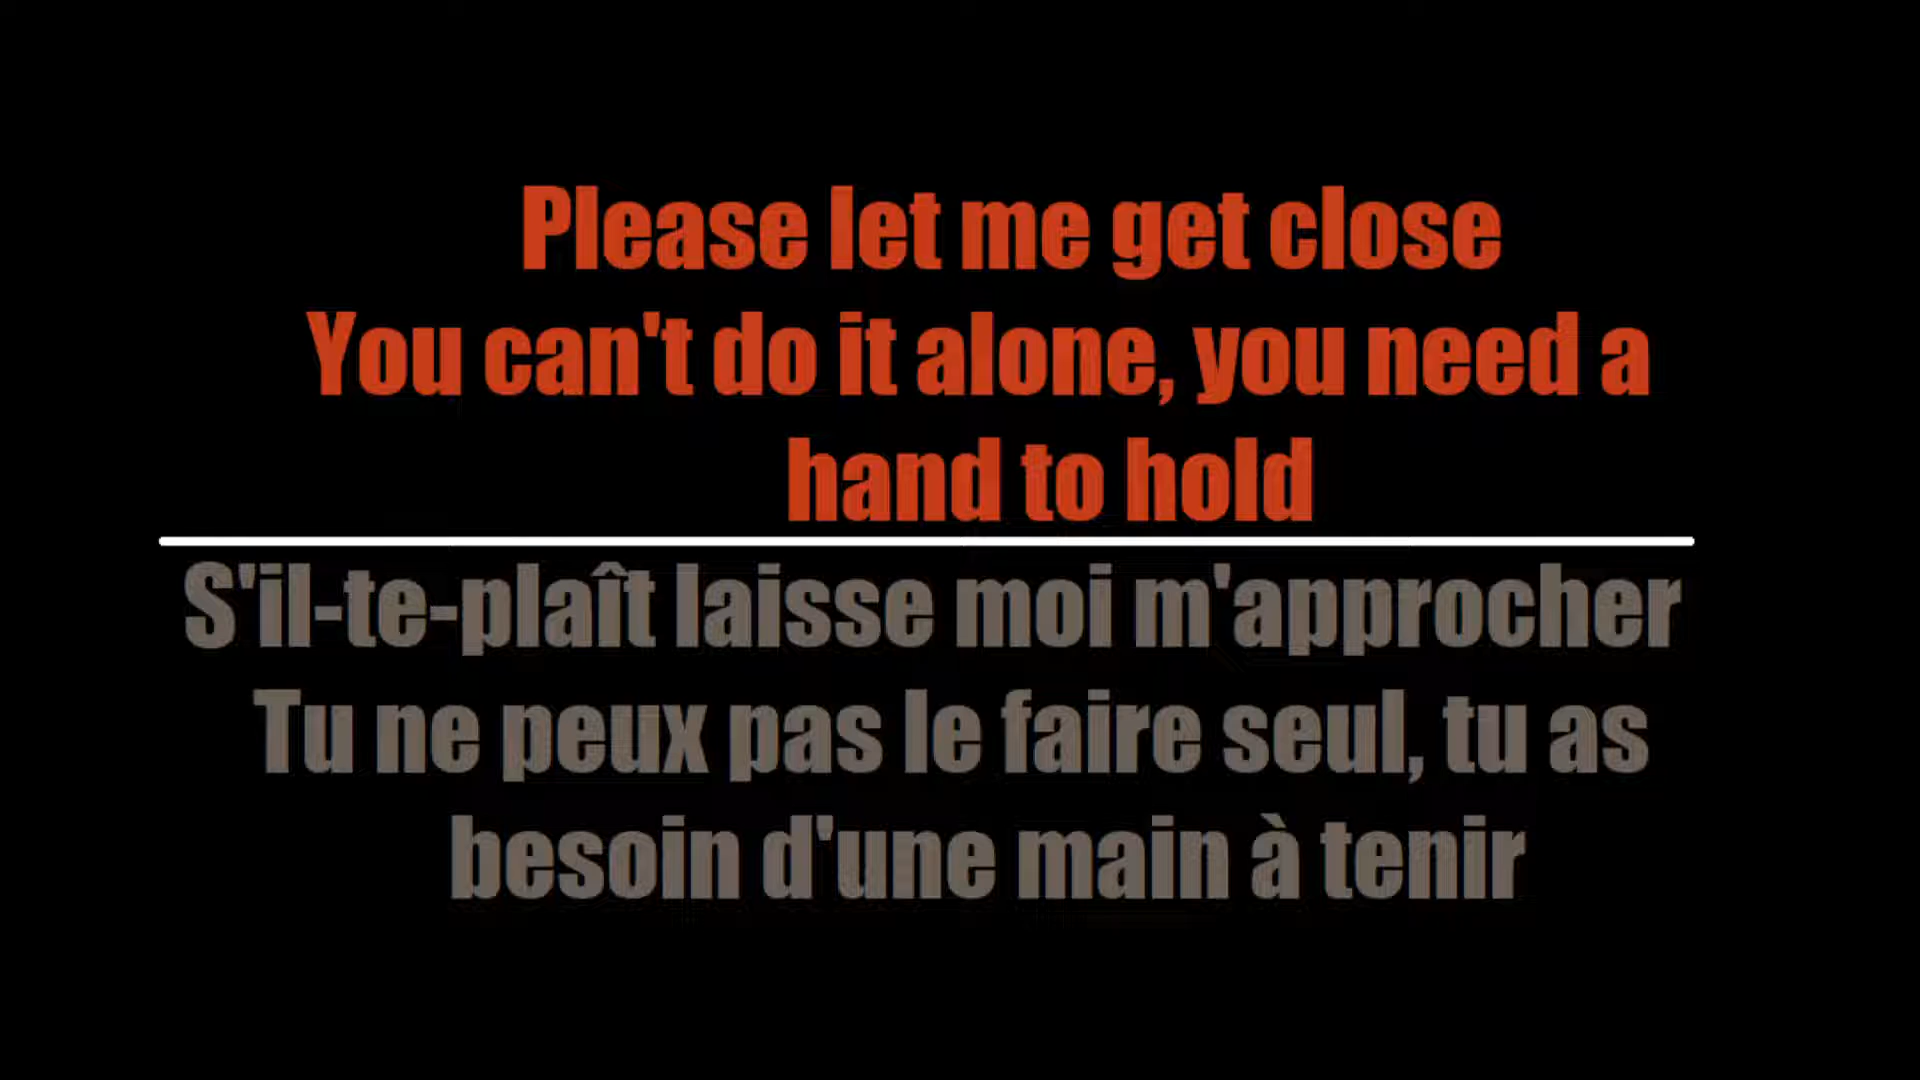 Please let me get close
You can't do it alone, you need a
hand to hold
S'il-te-plaît laisse moi m'approcher
Tu ne peux pas le faire seul, tu as
besoin d'une main à tenir